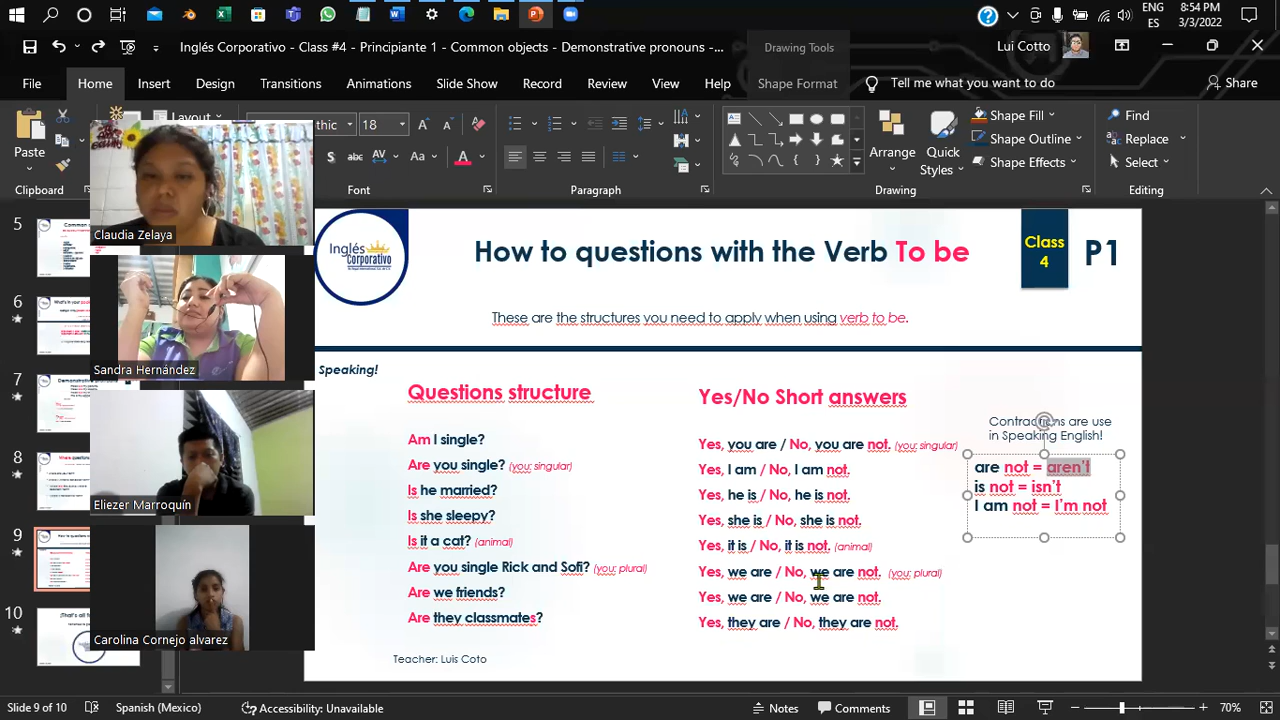 ENG
ES
8:54 PM
3/3/2022
Inglés Corporativo - Class #4 - Principiante 1 - Common objects - Demonstrative pronouns -...
Drawing Tools
Lui Cotto
File
Home
Insert
Design
Transitions
Animations
Slide Show
Record
Review
View
Help
Shape Format
Tell me what you want to do
Share
Paste
Layout
thic
18
Arrange
Quick
Styles
Shape Fill
Shape Outline
Shape Effects
Find
Replace
Select
Clipboard
Font
Paragraph
Drawing
Editing
Claudia Zelaya
Sandra Hernández
Eliezer Marroquín
Carolina Cornejo alvarez
5
6
7
8
9
10
Inglés
Corporativo
How to questions with the Verb To be
Class
4
P1
These are the structures you need to apply when using verb to be.
Speaking!
Questions structure
Am I single?
Are you single? (you: singular)
Is he married?
Is she sleepy?
Is it a cat? (animal)
Are you single Rick and Sofi? (you: plural)
Are we friends?
Are they classmates?
Yes/No Short answers
Yes, you are / No, you are not. (you: singular)
Yes, I am / No, I am not.
Yes, he is / No, he is not.
Yes, she is / No, she is not.
Yes, it is / No, it is not. (animal)
Yes, we are / No, we are not. (you: plural)
Yes, we are / No, we are not.
Yes, they are / No, they are not.
in Speaking English!
are not = aren't
is not = isn't
I am not = I'm not
Teacher: Luis Coto
Slide 9 of 10
Spanish (Mexico)
Accessibility: Unavailable
Notes
Comments
70%